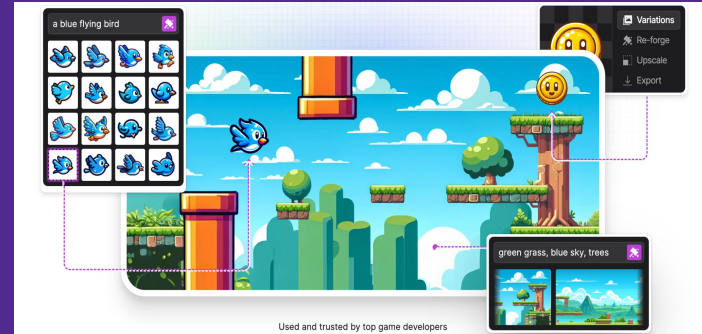 a blue flying bird
Variations
Re-forge
Upscale
Export
green grass, blue sky, trees
Used and trusted by top game developers